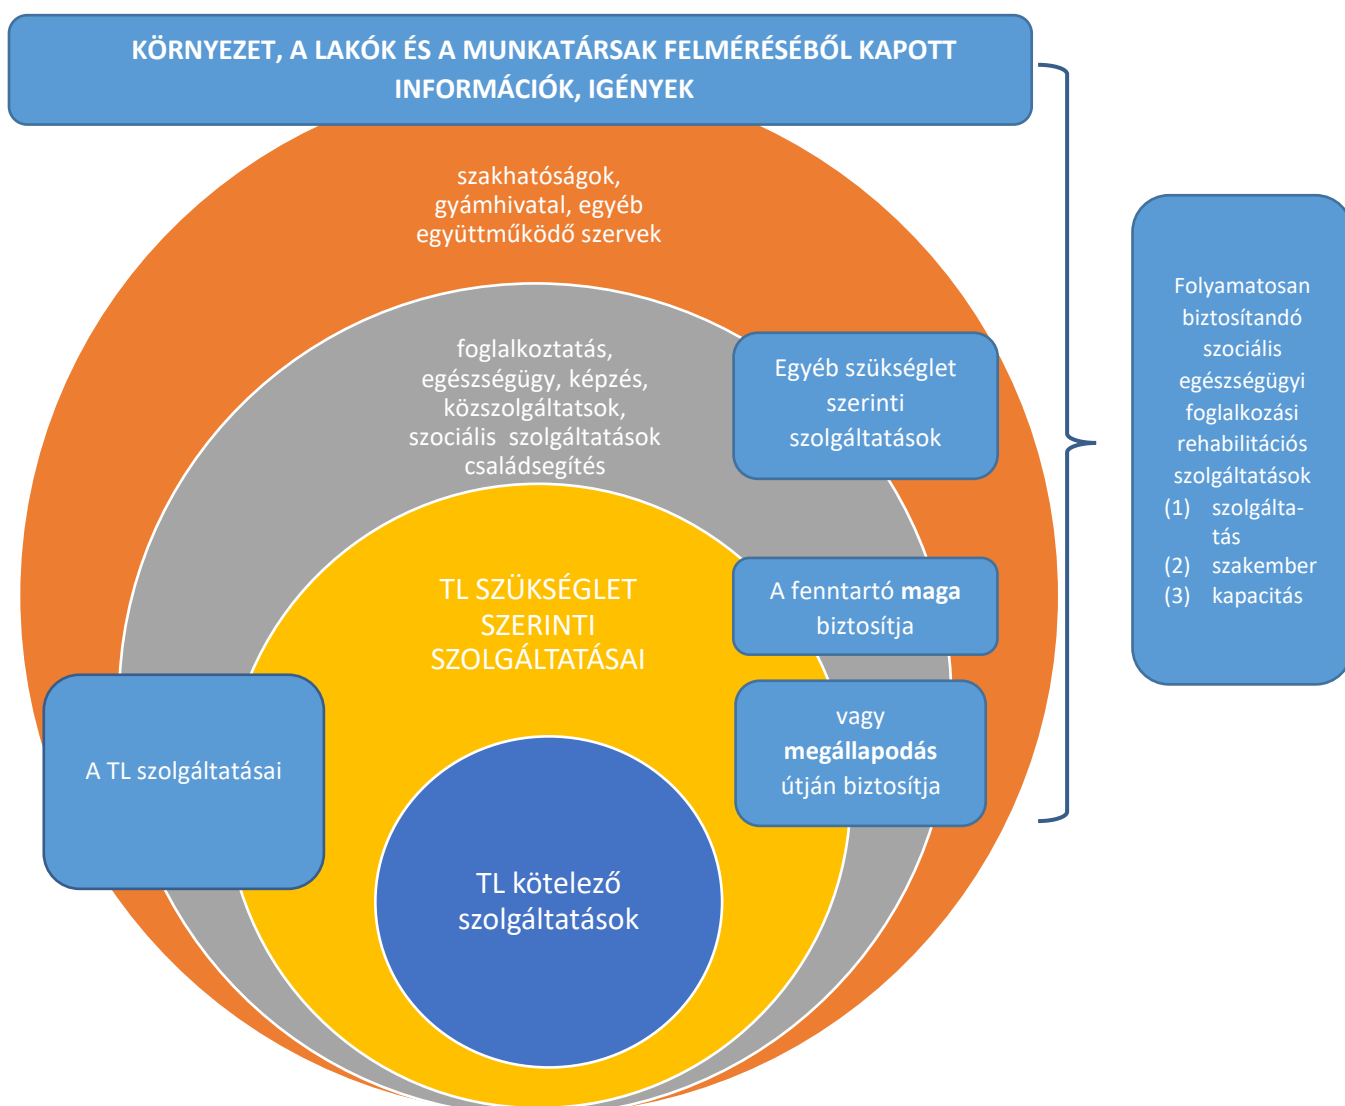 KÖRNYEZET, A LAKÓK ÉS A MUNKATÁRSAK FELMÉRÉSÉBŐL KAPOTT
INFORMÁCIÓK, IGÉNYEK
szakhatóságok,
gyámhivatal, egyéb
együttműködő szervek
foglalkoztatás,
egészségügy, képzés,
közszolgáltatsok,
szociális szolgáltatások
családsegítés
Egyéb szükséglet
szerinti
szolgáltatások
TL SZÜKSÉGLET
SZERINTI
SZOLGÁLTATÁSAI
A fenntartó maga
biztosítja
vagy
megállapodás
útján biztosítja
A TL szolgáltatásai
TL kötelező
szolgáltatások
Folyamatosan
biztosítandó
szociális
egészségügyi
foglalkozási
rehabilitációs
szolgáltatások
(1) szolgálta-
tás
(2) szakember
(3) kapacitás